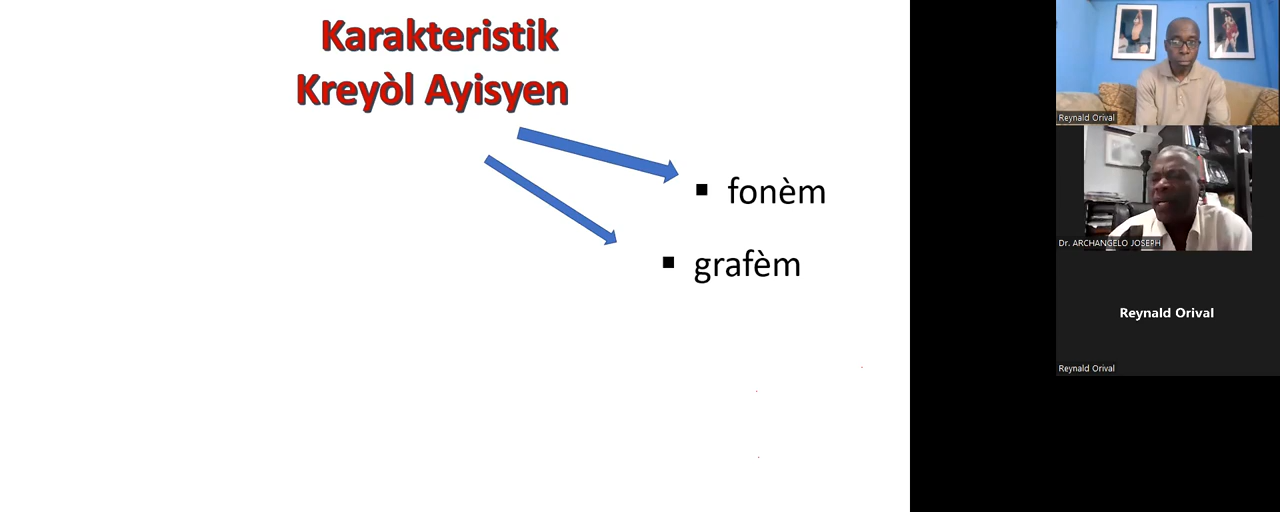 Karakteristik
Kreyòl Ayisyen
▪ fonèm
▪ grafèm
Reynald Orival
Dr. ARCHANGELO JOSEPH
Reynald Orival
Reynald Orival